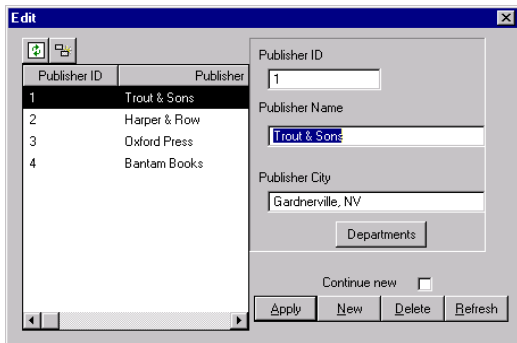 Edit
Publisher ID Publisher
1 Trout & Sons
2 Harper & Row
3 Oxford Press
4 Bantam Books
Publisher ID
1
Publisher Name
Trout & Sons
Publisher City
Gardnerville, NV
Departments
Continue new
Apply New Delete Refresh